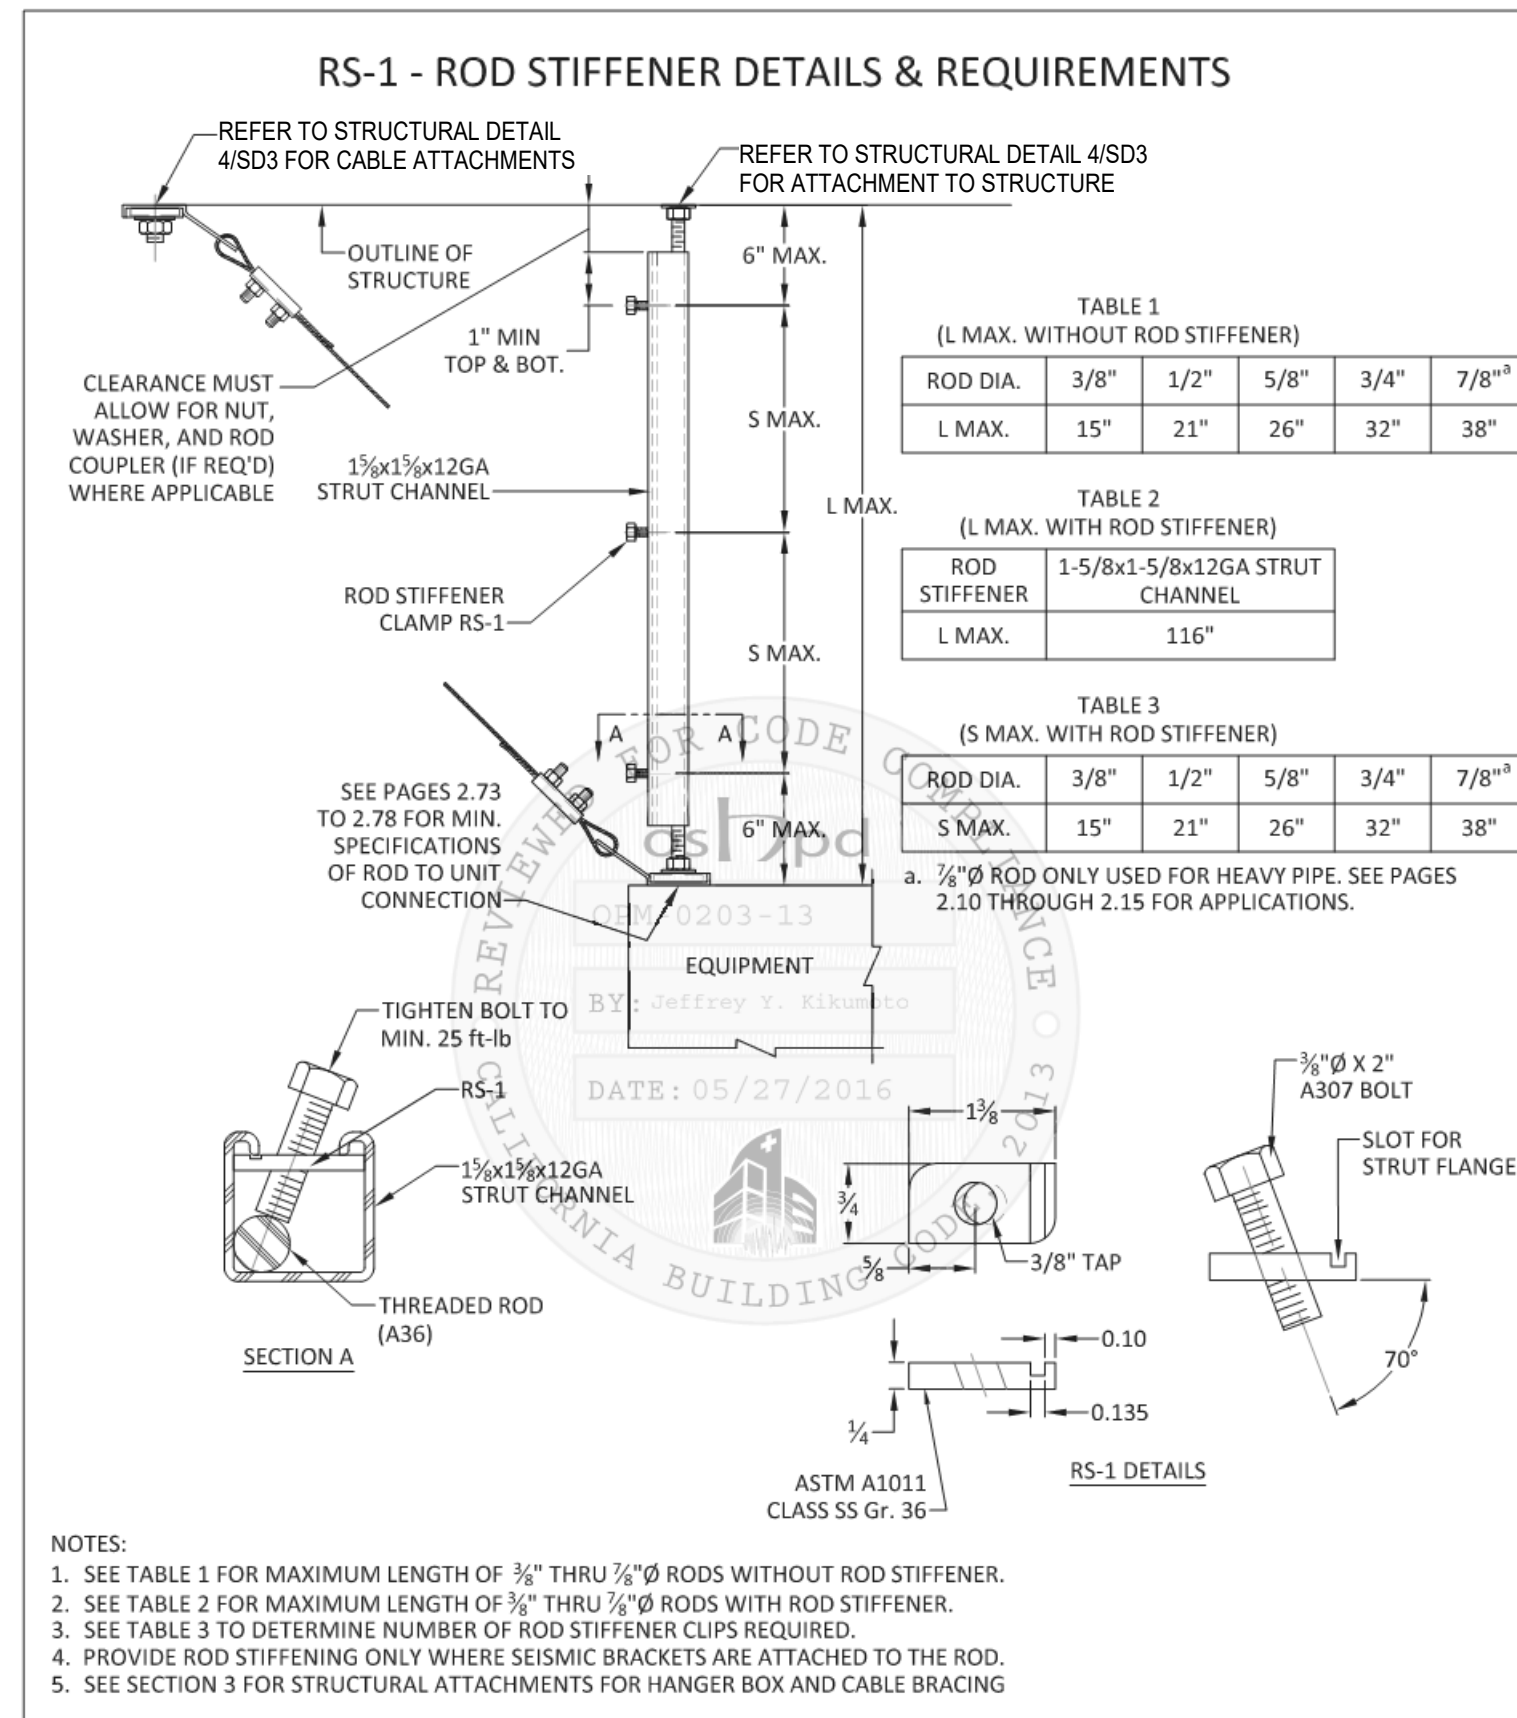 RS-1 - ROD STIFFENER DETAILS & REQUIREMENTS
REFER TO STRUCTURAL DETAIL
4/SD3 FOR CABLE ATTACHMENTS
REFER TO STRUCTURAL DETAIL 4/SD3
FOR ATTACHMENT TO STRUCTURE
OUTLINE OF
STRUCTURE
6" MAX.
1" MIN
TOP & BOT.
CLEARANCE MUST
ALLOW FOR NUT,
WASHER, AND ROD
COUPLER (IF REQ'D)
WHERE APPLICABLE
1⅝x1⅝x12GA
STRUT CHANNEL
S MAX.
L MAX.
ROD STIFFENER
CLAMP RS-1
S MAX.
A A
SEE PAGES 2.73
TO 2.78 FOR MIN.
SPECIFICATIONS
OF ROD TO UNIT
CONNECTION
6" MAX.
EQUIPMENT
TABLE 1
(L MAX. WITHOUT ROD STIFFENER)
ROD DIA. 3/8" 1/2" 5/8" 3/4" 7/8"ᵃ
L MAX. 15" 21" 26" 32" 38"
TABLE 2
(L MAX. WITH ROD STIFFENER)
ROD STIFFENER 1-5/8x1-5/8x12GA STRUT CHANNEL
L MAX. 116"
TABLE 3
(S MAX. WITH ROD STIFFENER)
ROD DIA. 3/8" 1/2" 5/8" 3/4" 7/8"ᵃ
S MAX. 15" 21" 26" 32" 38"
a. ⅞"Ø ROD ONLY USED FOR HEAVY PIPE. SEE PAGES
2.10 THROUGH 2.15 FOR APPLICATIONS.
REVIEWED FOR CODE COMPLIANCE
CALIFORNIA BUILDING CODE, 2013
oshpd
OPM-0203-13
BY: Jeffrey Y. Kikumoto
DATE: 05/27/2016
TIGHTEN BOLT TO
MIN. 25 ft-lb
RS-1
1⅝x1⅝x12GA
STRUT CHANNEL
THREADED ROD
(A36)
SECTION A
1⅜
¾
⅝
3/8" TAP
0.10
0.135
¼
ASTM A1011
CLASS SS Gr. 36
⅜"Ø X 2"
A307 BOLT
SLOT FOR
STRUT FLANGE
70°
RS-1 DETAILS
NOTES:
1. SEE TABLE 1 FOR MAXIMUM LENGTH OF ⅜" THRU ⅞"Ø RODS WITHOUT ROD STIFFENER.
2. SEE TABLE 2 FOR MAXIMUM LENGTH OF ⅜" THRU ⅞"Ø RODS WITH ROD STIFFENER.
3. SEE TABLE 3 TO DETERMINE NUMBER OF ROD STIFFENER CLIPS REQUIRED.
4. PROVIDE ROD STIFFENING ONLY WHERE SEISMIC BRACKETS ARE ATTACHED TO THE ROD.
5. SEE SECTION 3 FOR STRUCTURAL ATTACHMENTS FOR HANGER BOX AND CABLE BRACING